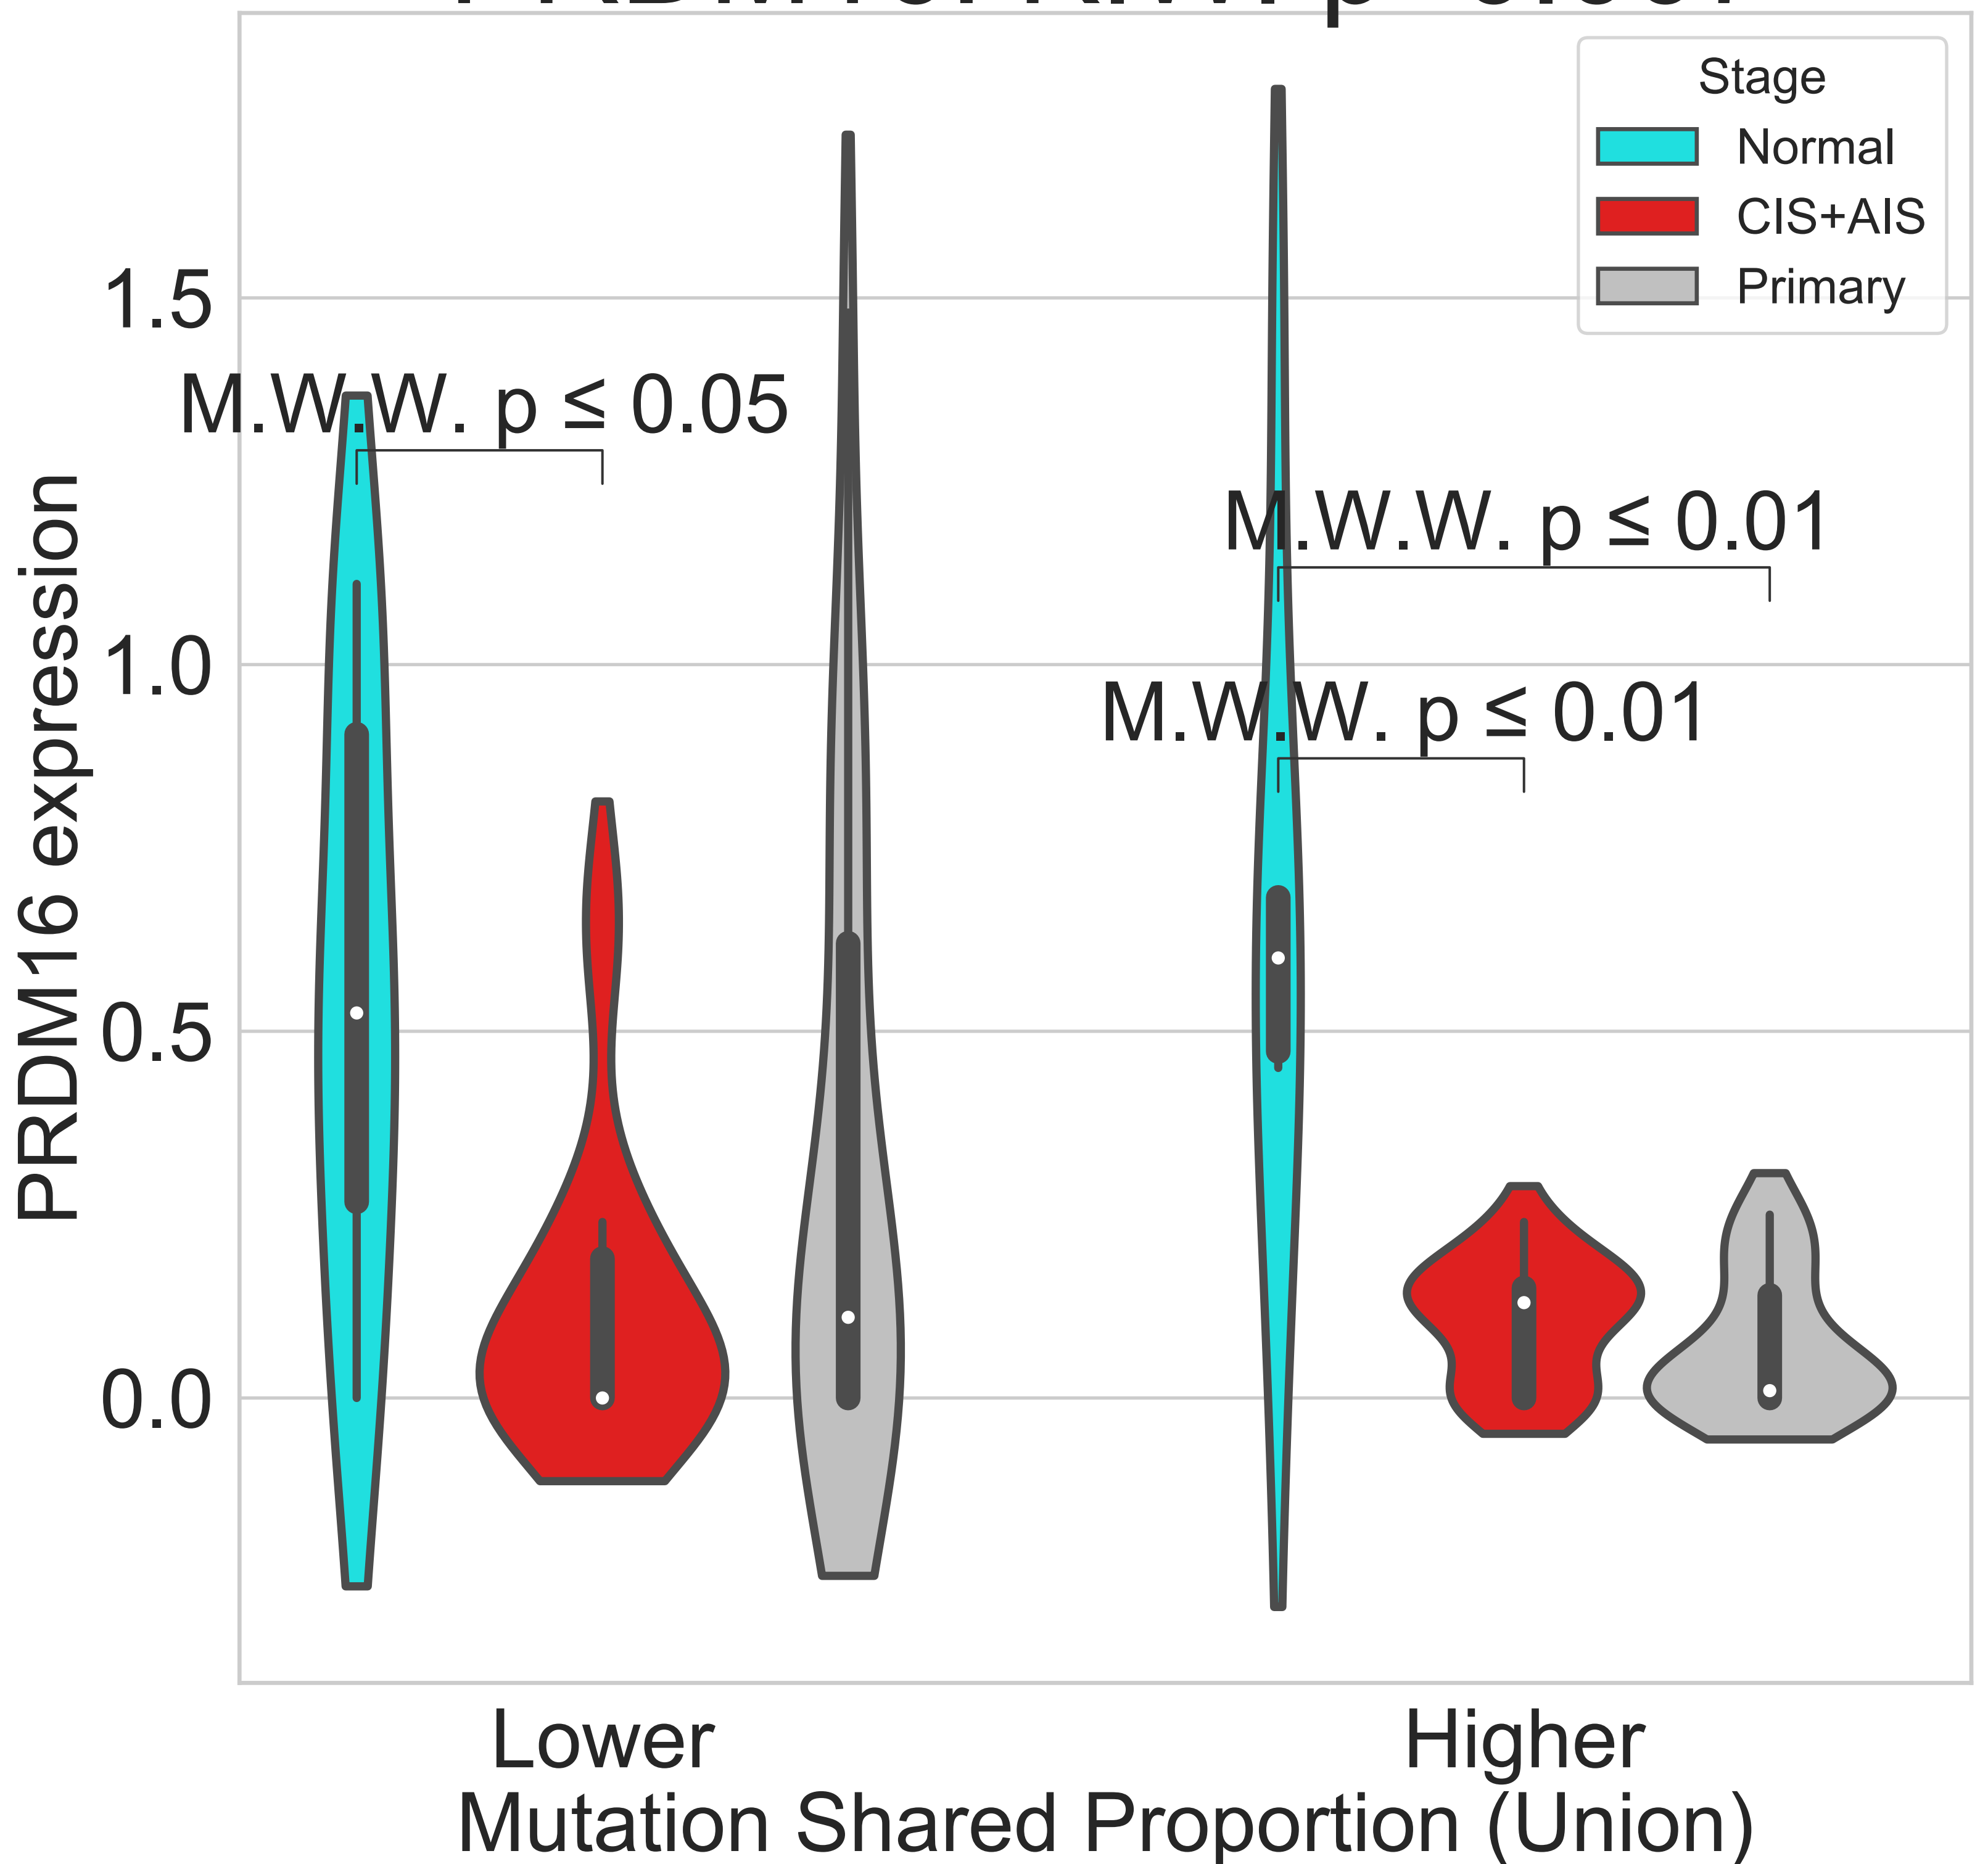 Stage
Normal
CIS+AIS
Primary
1.5
M.W.W. p ≤ 0.05
M.W.W. p ≤ 0.01
1.0
M.W.W. p ≤ 0.01
0.5
0.0
PRDM16 expression
Lower
Higher
Mutation Shared Proportion (Union)